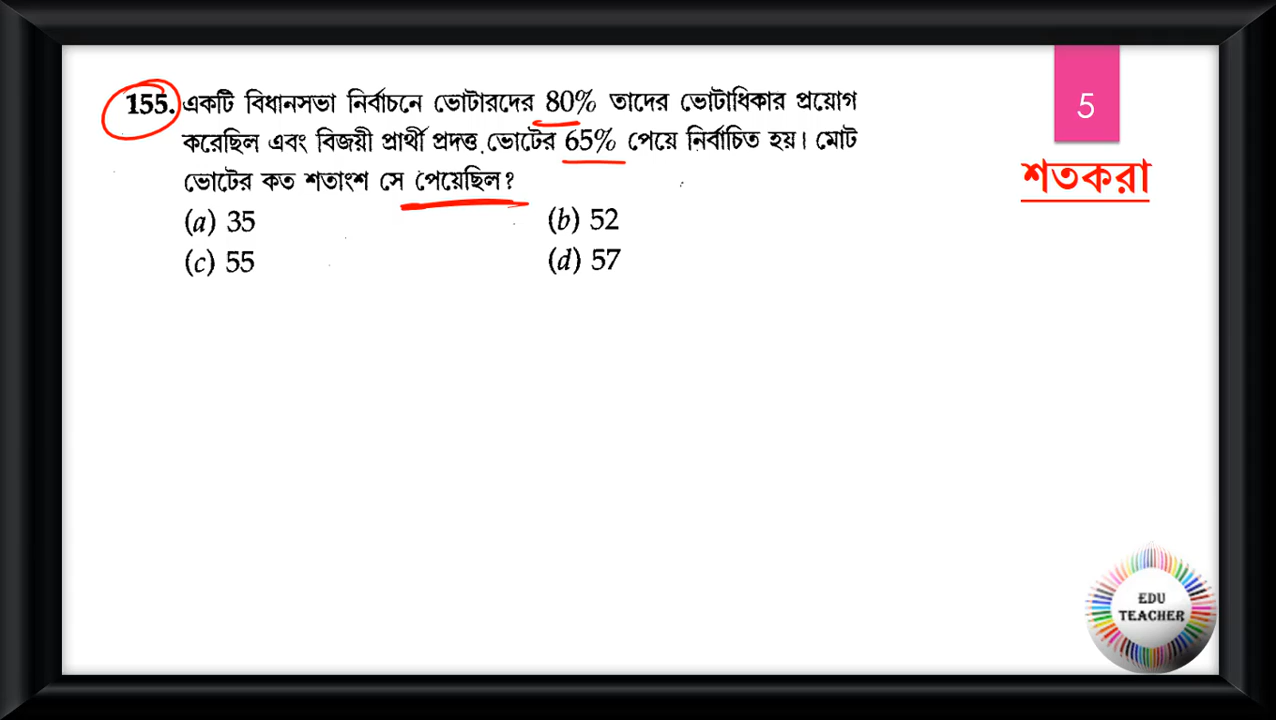 155. একটি বিধানসভা নির্বাচনে ভোটারদের 80% তাদের ভোটাধিকার প্রয়োগ
করেছিল এবং বিজয়ী প্রার্থী প্রদত্ত ভোটের 65% পেয়ে নির্বাচিত হয়। মোট
ভোটের কত শতাংশ সে পেয়েছিল?
(a) 35 (b) 52
(c) 55 (d) 57
5
শতকরা
EDU
TEACHER